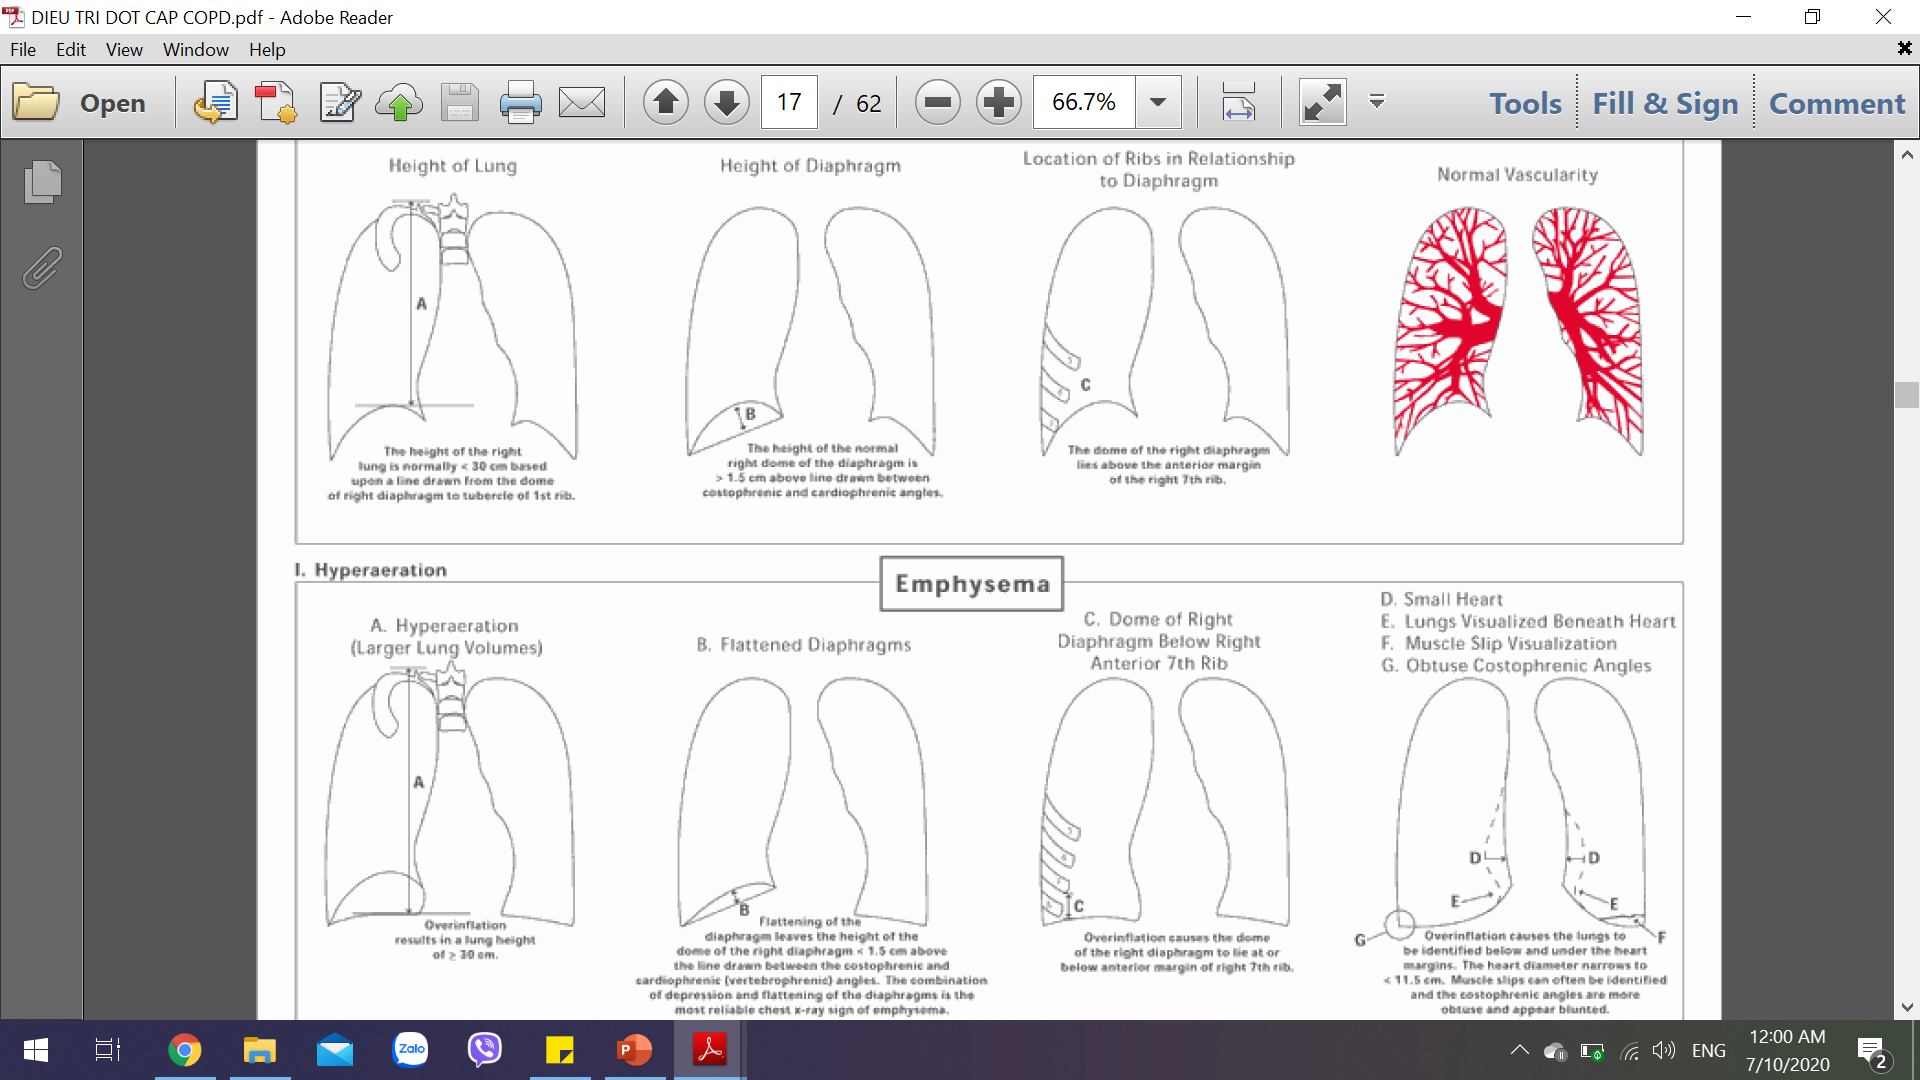 DIEU TRI DOT CAP COPD.pdf - Adobe Reader
File Edit View Window Help
Open
17 / 62
66.7%
Tools Fill & Sign Comment
Height of Lung
A
The height of the right
lung is normally < 30 cm based
upon a line drawn from the dome
of right diaphragm to tubercle of 1st rib.
Height of Diaphragm
B
The height of the normal
right dome of the diaphragm is
> 1.5 cm above line drawn between
costophrenic and cardiophrenic angles.
Location of Ribs in Relationship
to Diaphragm
C
The dome of the right diaphragm
lies above the anterior margin
of the right 7th rib.
Normal Vascularity
I. Hyperaeration
Emphysema
A. Hyperaeration
(Larger Lung Volumes)
A
Overinflation
results in a lung height
of ≥ 30 cm.
B. Flattened Diaphragms
B
Flattening of the
diaphragm leaves the height of the
dome of the right diaphragm < 1.5 cm above
the line drawn between the costophrenic and
cardiophrenic (vertebrophrenic) angles. The combination
of depression and flattening of the diaphragms is the
most reliable chest x-ray sign of emphysema.
C. Dome of Right
Diaphragm Below Right
Anterior 7th Rib
C
Overinflation causes the dome
of the right diaphragm to lie at or
below anterior margin of right 7th rib.
D. Small Heart
E. Lungs Visualized Beneath Heart
F. Muscle Slip Visualization
G. Obtuse Costophrenic Angles
D D
E E
G F
Overinflation causes the lungs to
be identified below and under the heart
margins. The heart diameter narrows to
< 11.5 cm. Muscle slips can often be identified
and the costophrenic angles are more
obtuse and appear blunted.
Zalo
ENG
12:00 AM
7/10/2020
2